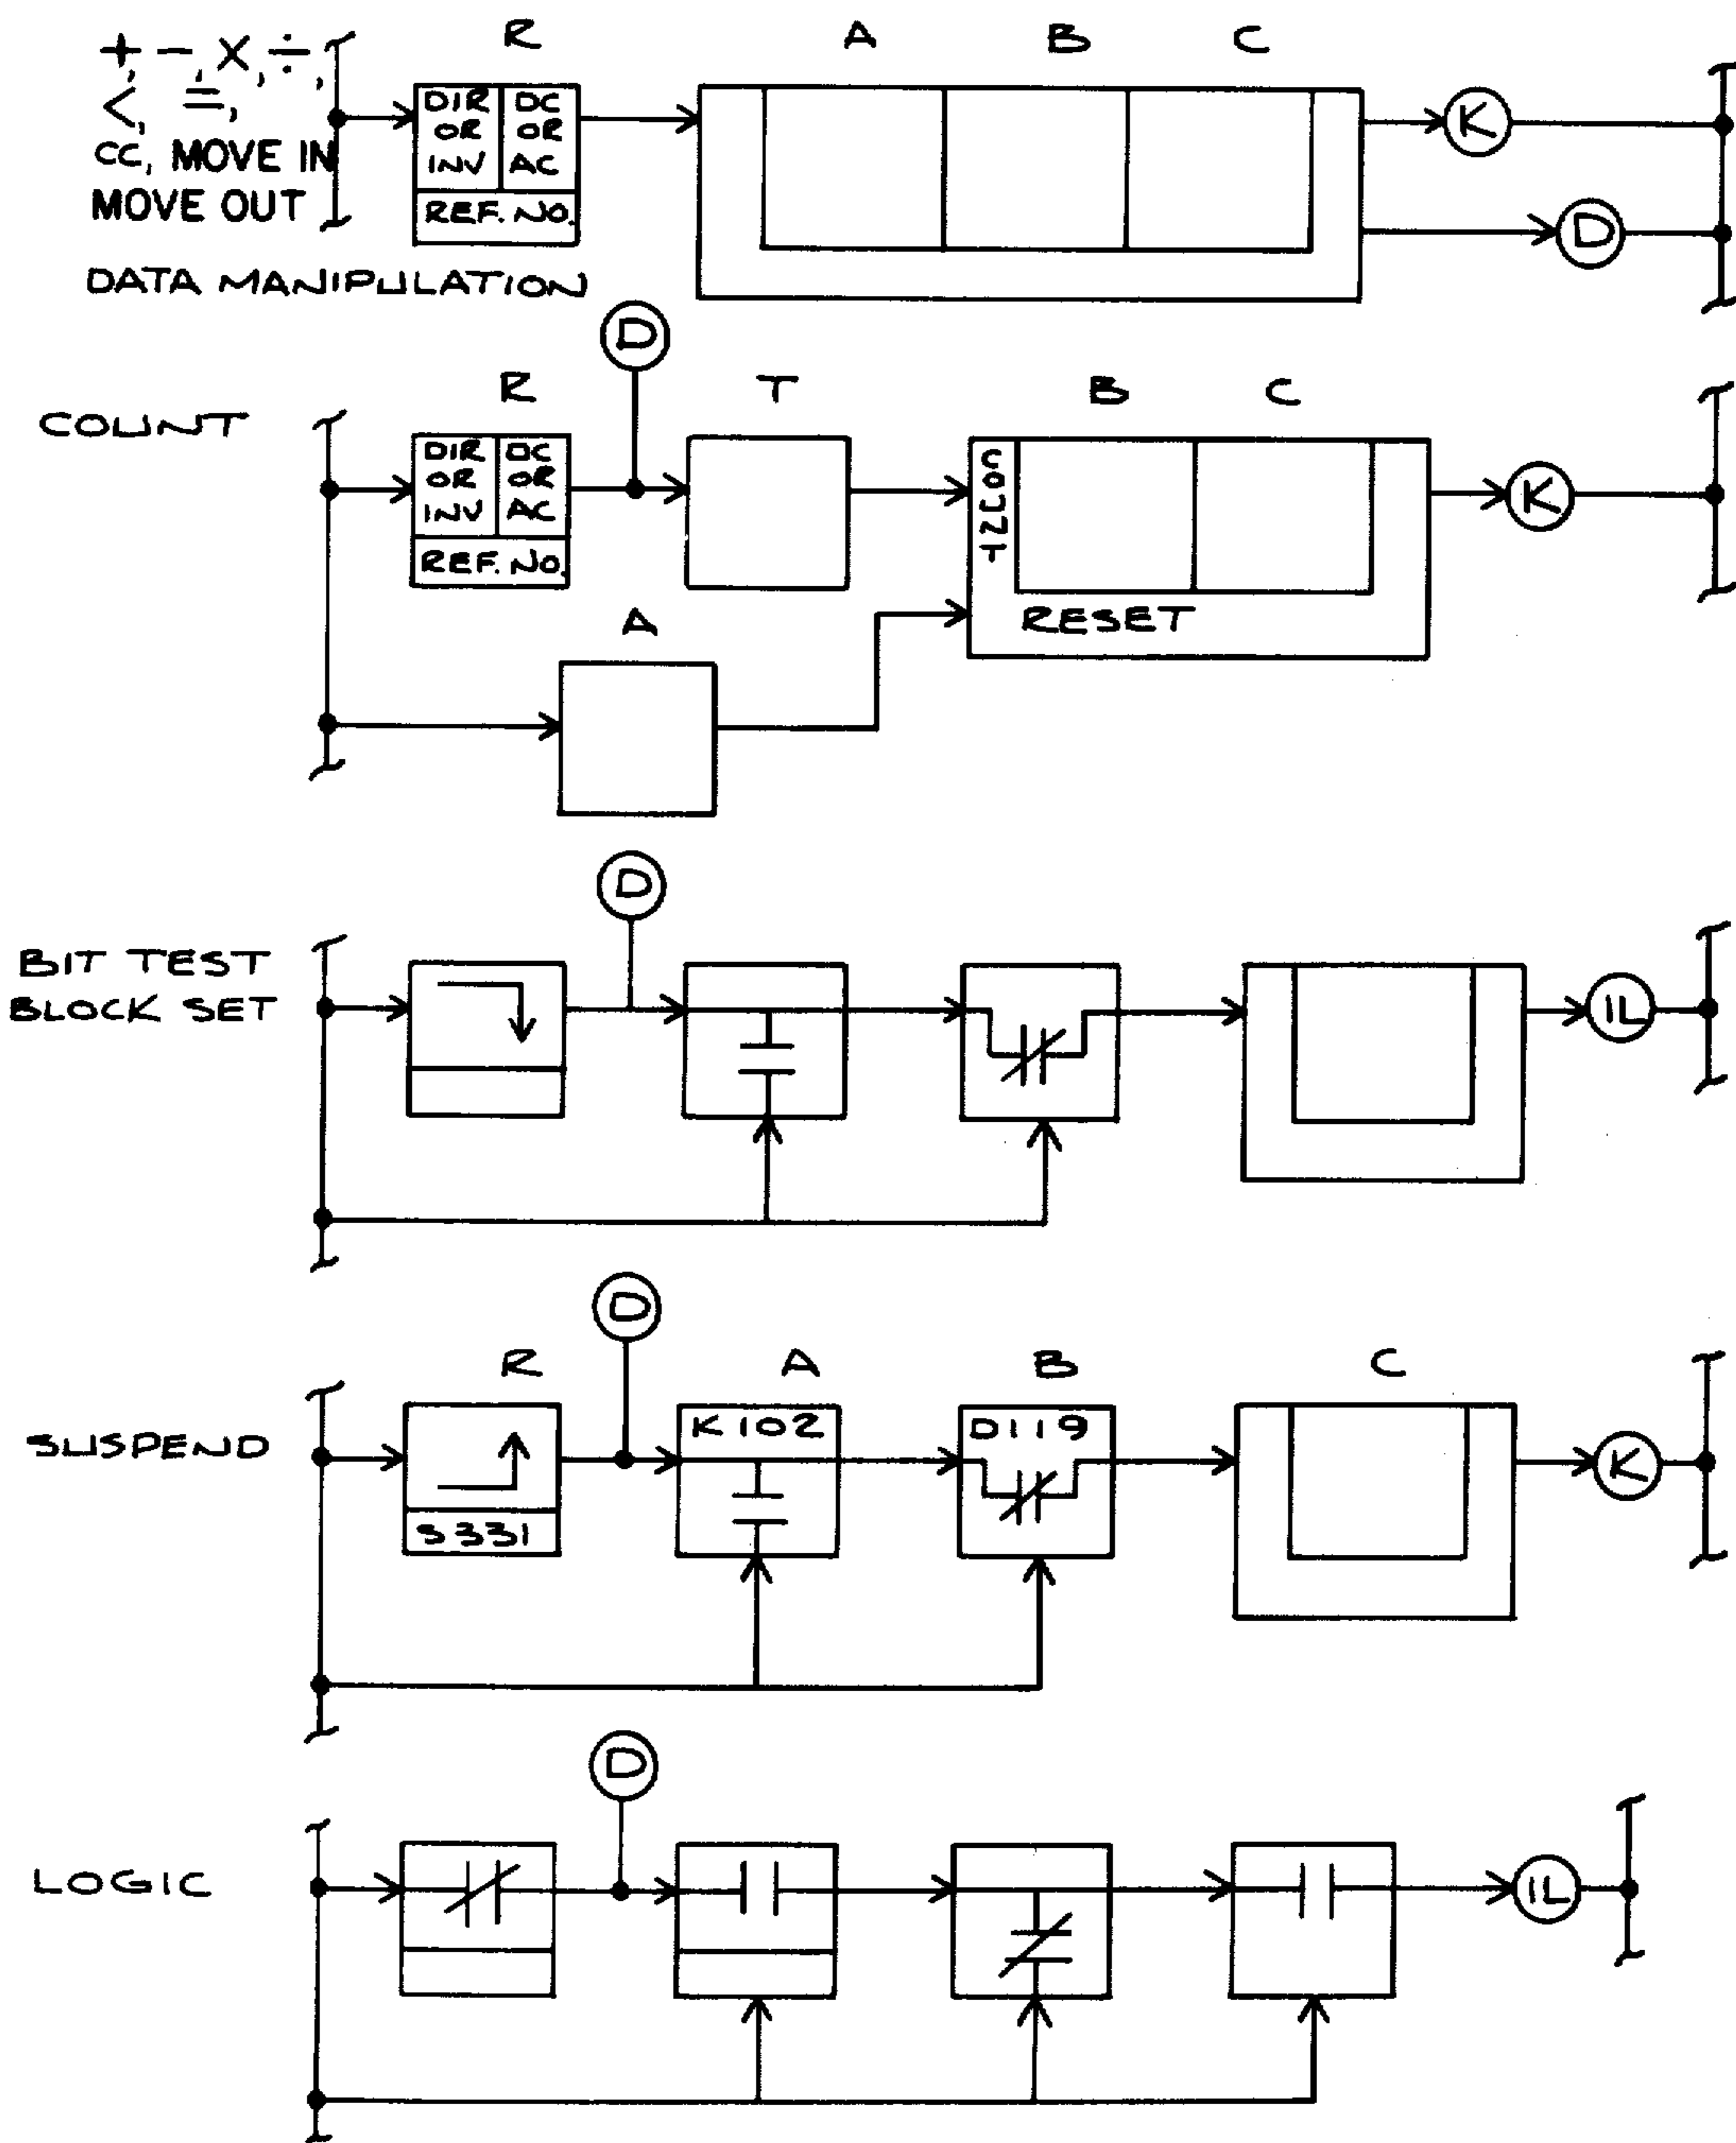 +, -, X, ÷,
<, =,
CC, MOVE IN
MOVE OUT
R A B C
DIR OR INV
DC OR AC
REF. NO.
K
D
DATA MANIPULATION
D
COUNT
R T B C
DIR OR INV
DC OR AC
REF. NO.
COUNT
RESET
K
A
D
BIT TEST
BLOCK SET
IL
D
SUSPEND
R A B C
K102
D119
S331
K
D
LOGIC
IL